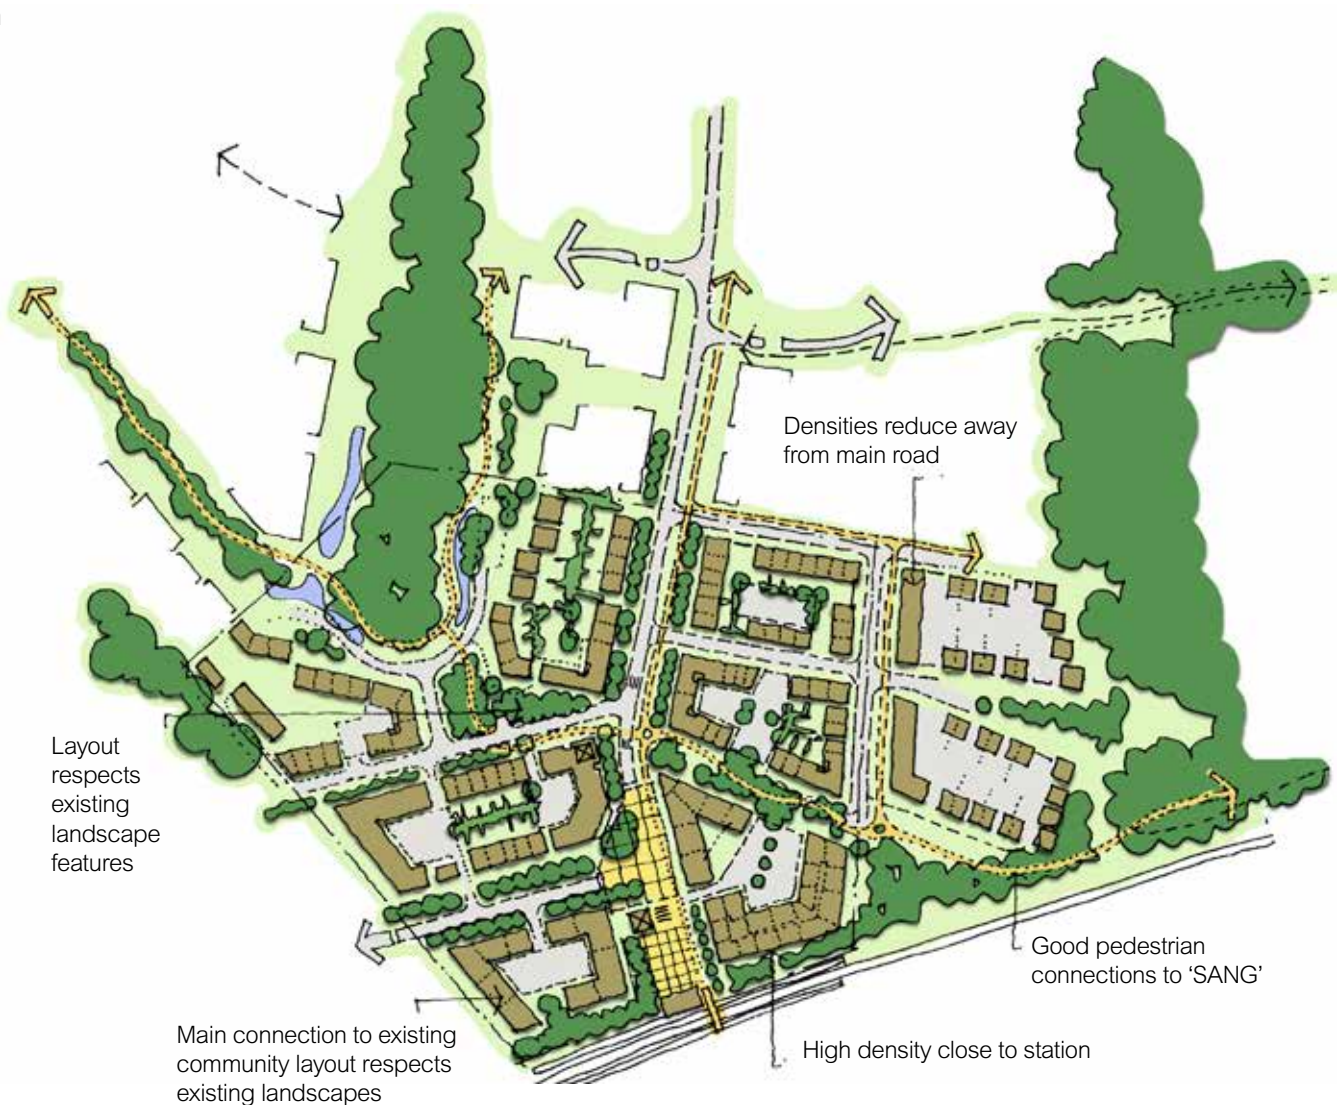 Densities reduce away
from main road
Layout
respects
existing
landscape
features
Good pedestrian
connections to ‘SANG’
Main connection to existing
community layout respects
existing landscapes
High density close to station